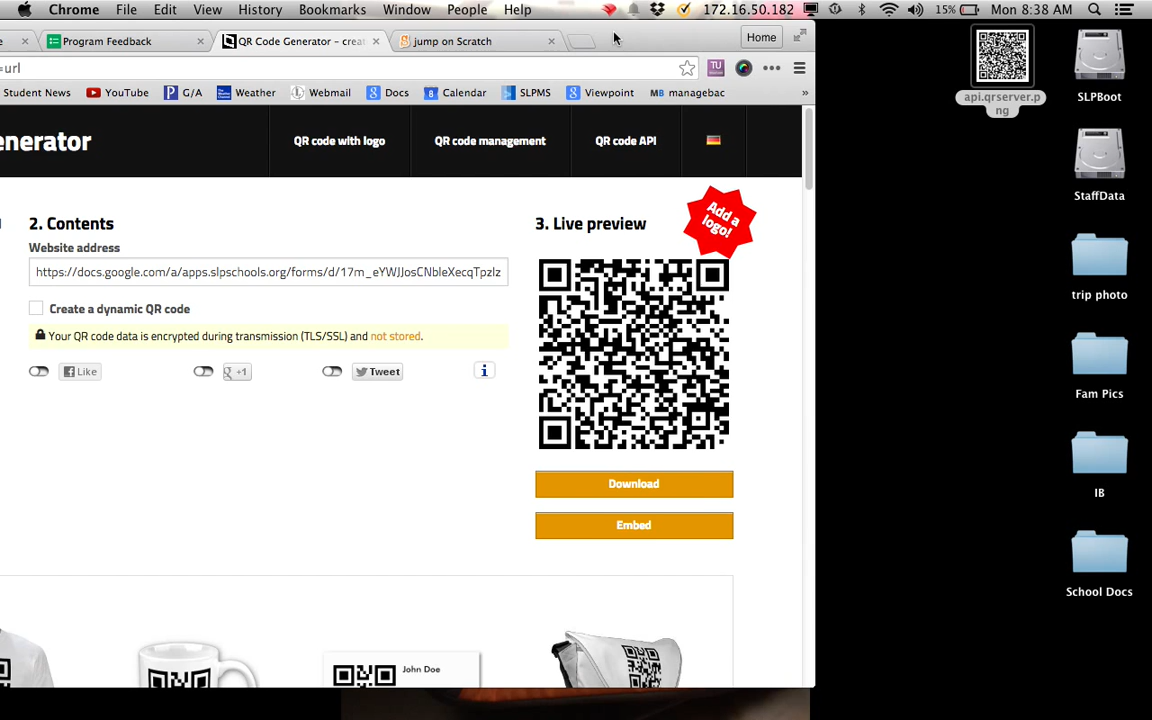 Chrome File Edit View History Bookmarks Window People Help 172.16.50.182 15% Mon 8:38 AM
e Program Feedback QR Code Generator – creat jump on Scratch Home
=url
Student News YouTube G/A Weather Webmail Docs Calendar SLPMS Viewpoint MB managebac »
enerator QR code with logo QR code management QR code API
2. Contents
Website address
https://docs.google.com/a/apps.slpschools.org/forms/d/17m_eYWJJosCNbleXecqTpzlz
Create a dynamic QR code
Your QR code data is encrypted during transmission (TLS/SSL) and not stored.
Like +1 Tweet i
3. Live preview
Add a
logo!
Download
Embed
John Doe
api.qrserver.p
ng
SLPBoot
StaffData
trip photo
Fam Pics
IB
School Docs